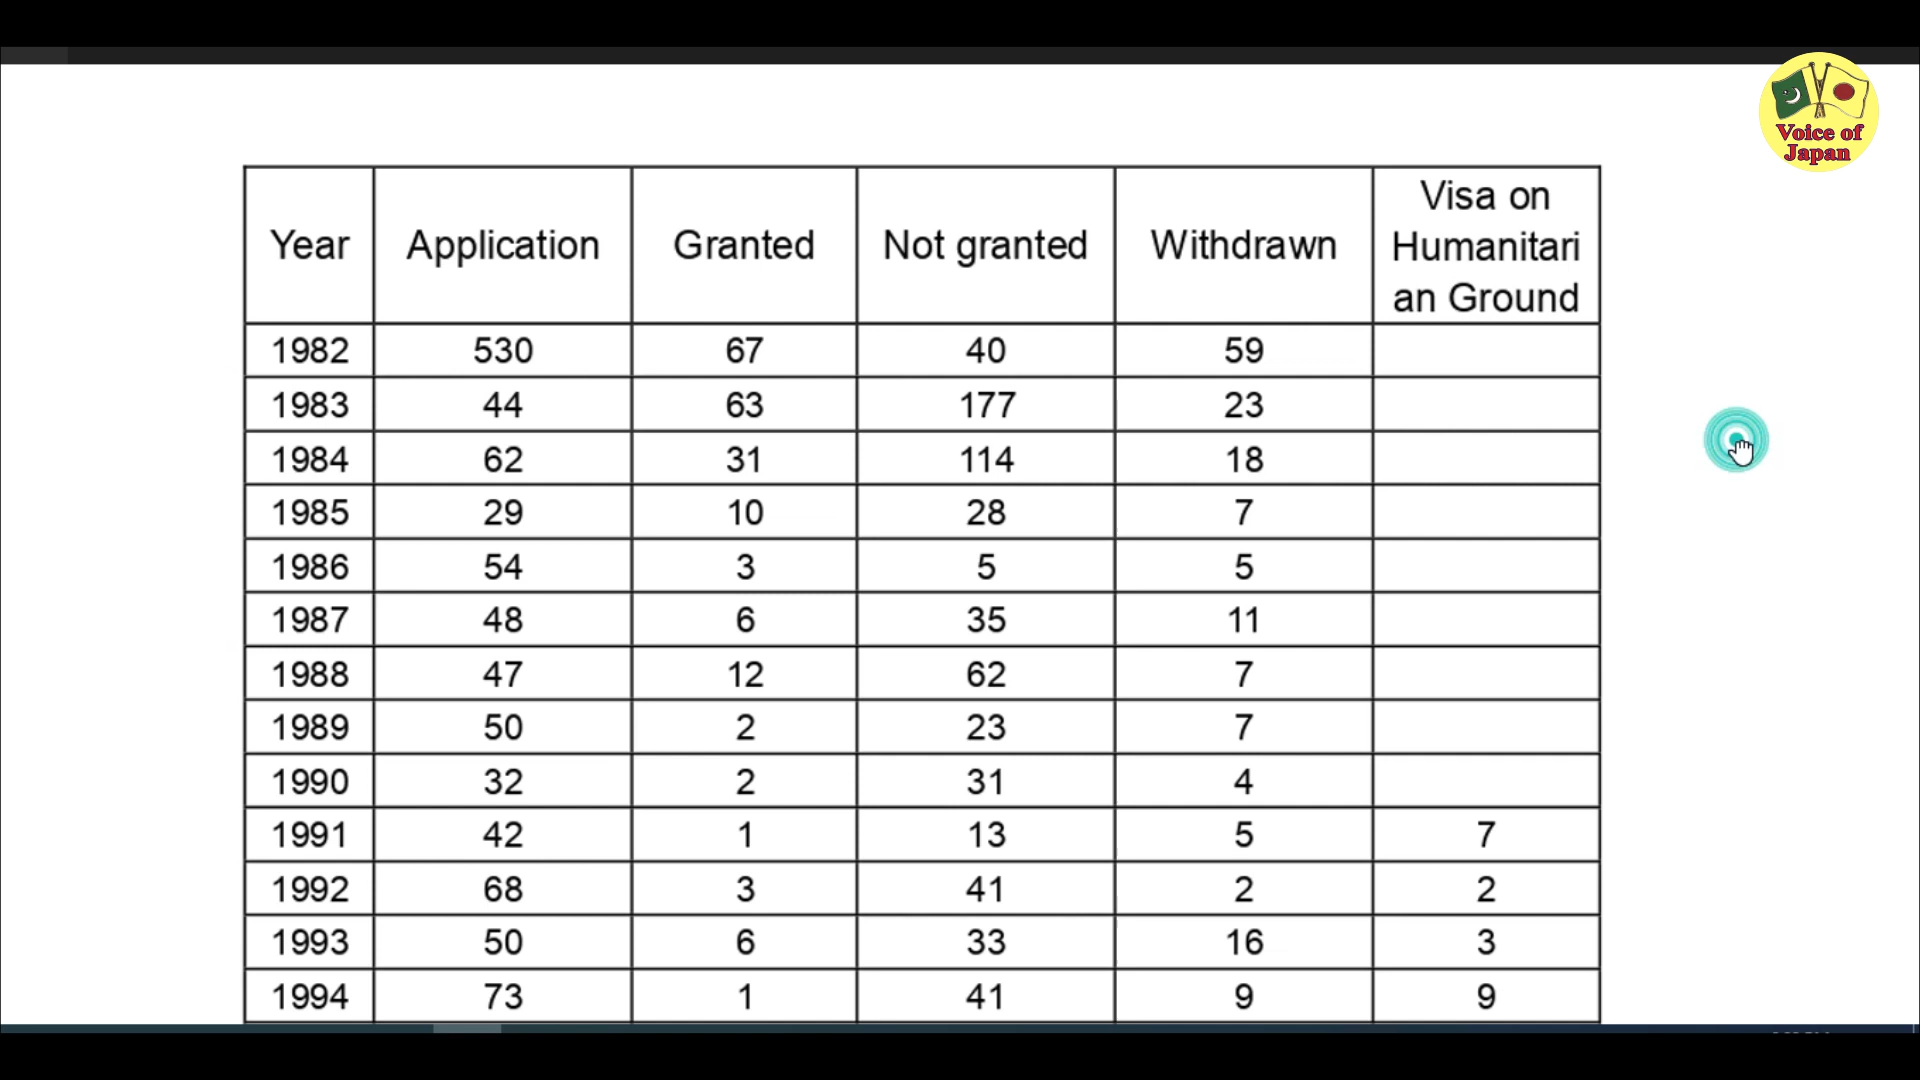 Voice of
Japan
Year Application Granted Not granted Withdrawn Visa on
Humanitari
an Ground
1982 530 67 40 59
1983 44 63 177 23
1984 62 31 114 18
1985 29 10 28 7
1986 54 3 5 5
1987 48 6 35 11
1988 47 12 62 7
1989 50 2 23 7
1990 32 2 31 4
1991 42 1 13 5 7
1992 68 3 41 2 2
1993 50 6 33 16 3
1994 73 1 41 9 9